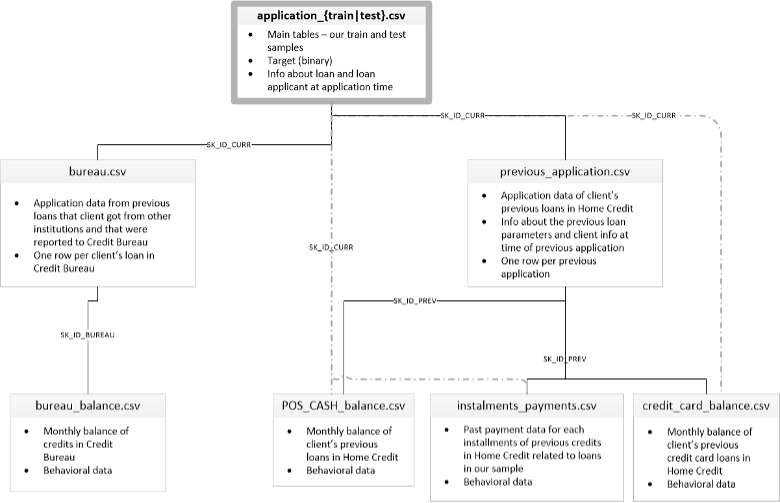 application_{train|test}.csv
• Main tables – our train and test
samples
• Target (binary)
• Info about loan and loan
applicant at application time
SK_ID_CURR
SK_ID_CURR
SK_ID_CURR
bureau.csv
• Application data from previous
loans that client got from other
institutions and that were
reported to Credit Bureau
• One row per client's loan in
Credit Bureau
previous_application.csv
• Application data of client's
previous loans in Home Credit
• Info about the previous loan
parameters and client info at
time of previous application
• One row per previous
application
SK_ID_CURR
SK_ID_PREV
SK_ID_BUREAU
SK_ID_PREV
bureau_balance.csv
• Monthly balance of
credits in Credit
Bureau
• Behavioral data
POS_CASH_balance.csv
• Monthly balance of
client's previous
loans in Home Credit
• Behavioral data
instalments_payments.csv
• Past payment data for each
installments of previous credits
in Home Credit related to loans
in our sample
• Behavioral data
credit_card_balance.csv
• Monthly balance of
client's previous
credit card loans in
Home Credit
• Behavioral data